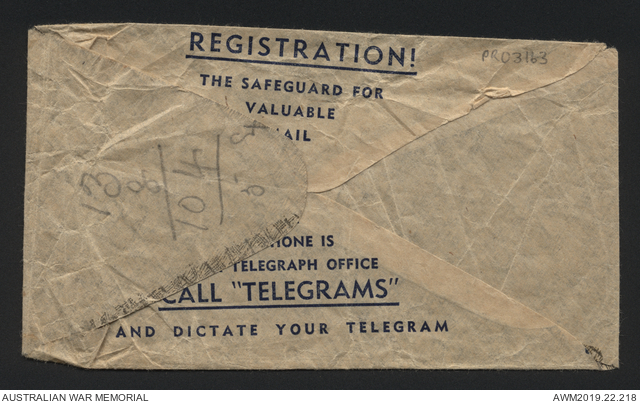 REGISTRATION!
PR03163
THE SAFEGUARD FOR
VALUABLE
AIL
HONE IS
TELEGRAPH OFFICE
CALL "TELEGRAMS"
AND DICTATE YOUR TELEGRAM
AUSTRALIAN WAR MEMORIAL
AWM2019.22.218